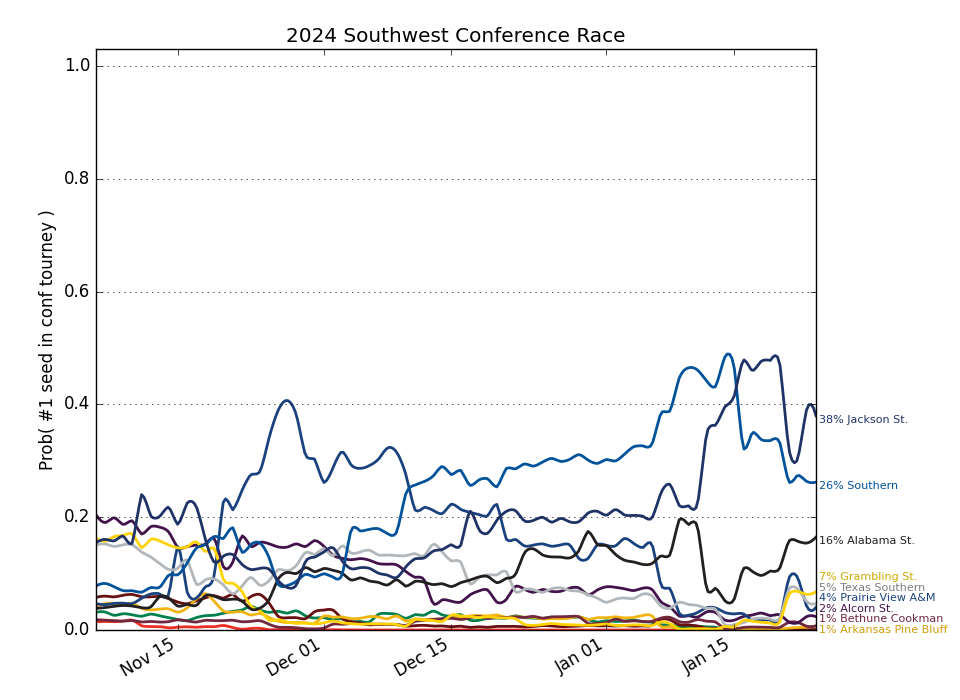 2024 Southwest Conference Race
Prob( #1 seed in conf tourney )
1.0
0.8
0.6
0.4
0.2
0.0
Nov 15
Dec 01
Dec 15
Jan 01
Jan 15
38% Jackson St.
26% Southern
16% Alabama St.
7% Grambling St.
5% Texas Southern
4% Prairie View A&M
2% Alcorn St.
1% Bethune Cookman
1% Arkansas Pine Bluff